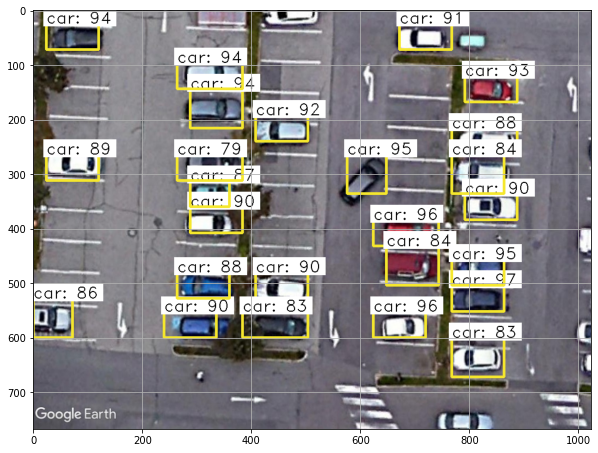 0
100
200
300
400
500
600
700
0
200
400
600
800
1000
car: 94
car: 91
car: 94
car: 93
car: 94
car: 92
car: 88
car: 89
car: 79
car: 95
car: 84
car: 87
car: 90
car: 90
car: 96
car: 84
car: 88
car: 90
car: 95
car: 97
car: 86
car: 90
car: 83
car: 96
car: 83
Google Earth